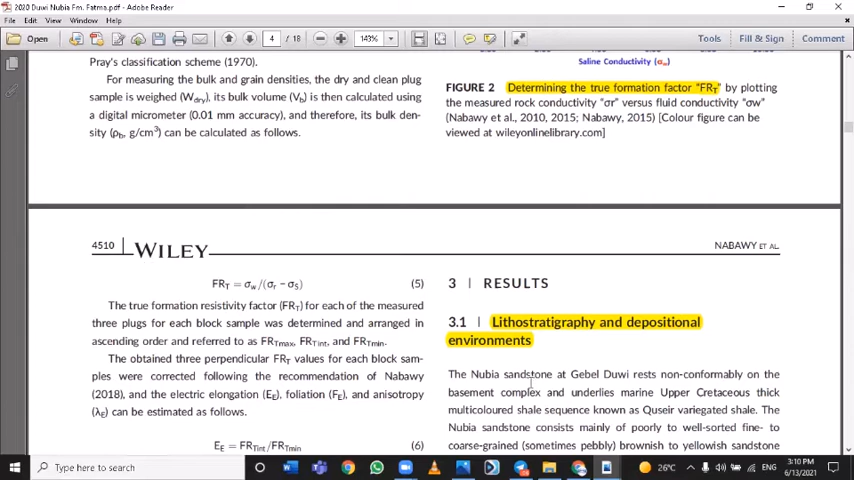 2020 Duwi Nubia Fm. Fatma.pdf - Adobe Reader
File Edit View Window Help
Open 4 / 18 143% Tools Fill & Sign Comment
Pray's classification scheme (1970).
For measuring the bulk and grain densities, the dry and clean plug
sample is weighed (Wdry), its bulk volume (Vb) is then calculated using
a digital micrometer (0.01 mm accuracy), and therefore, its bulk den-
sity (ρb, g/cm3) can be calculated as follows.
Saline Conductivity (σw)
FIGURE 2 Determining the true formation factor “FRT” by plotting
the measured rock conductivity “σr” versus fluid conductivity “σw”
(Nabawy et al., 2010, 2015; Nabawy, 2015) [Colour figure can be
viewed at wileyonlinelibrary.com]
4510 WILEY NABAWY ET AL.
FRT = σw/(σr − σS) (5)
The true formation resistivity factor (FRT) for each of the measured
three plugs for each block sample was determined and arranged in
ascending order and referred to as FRTmax, FRTint, and FRTmin.
The obtained three perpendicular FRT values for each block sam-
ples were corrected following the recommendation of Nabawy
(2018), and the electric elongation (EE), foliation (FE), and anisotropy
(λE) can be estimated as follows.
EE = FRTint/FRTmin (6)
3 | RESULTS
3.1 | Lithostratigraphy and depositional
environments
The Nubia sandstone at Gebel Duwi rests non-conformably on the
basement complex and underlies marine Upper Cretaceous thick
multicoloured shale sequence known as Quseir variegated shale. The
Nubia sandstone consists mainly of poorly to well-sorted fine- to
coarse-grained (sometimes pebbly) brownish to yellowish sandstone
Type here to search 26°C ENG 3:10 PM
6/13/2021